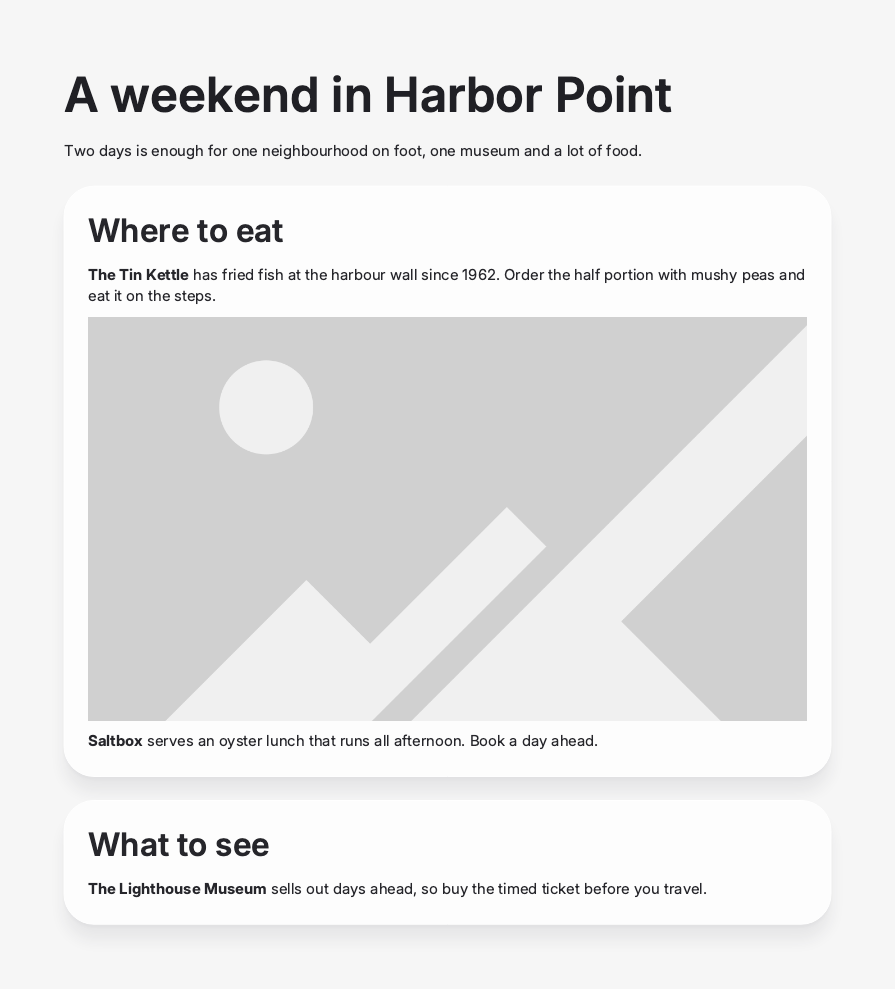 A weekend in Harbor Point
Two days is enough for one neighbourhood on foot, one museum and a lot of food.
Where to eat
The Tin Kettle has fried fish at the harbour wall since 1962. Order the half portion with mushy peas and
eat it on the steps.
Saltbox serves an oyster lunch that runs all afternoon. Book a day ahead.
What to see
The Lighthouse Museum sells out days ahead, so buy the timed ticket before you travel.